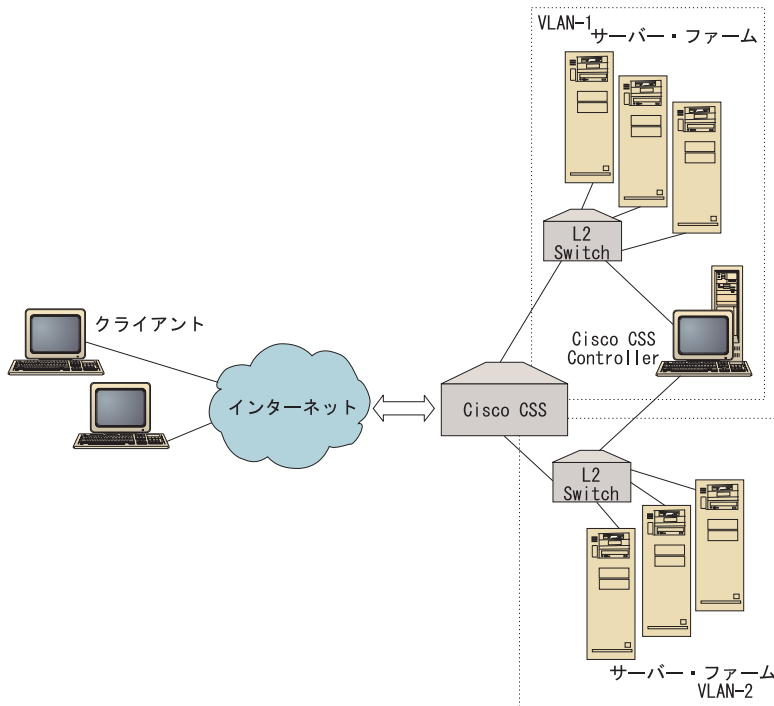 VLAN-1
サーバー・ファーム
L2
Switch
クライアント
Cisco CSS
Controller
インターネット
Cisco CSS
L2
Switch
サーバー・ファーム
VLAN-2